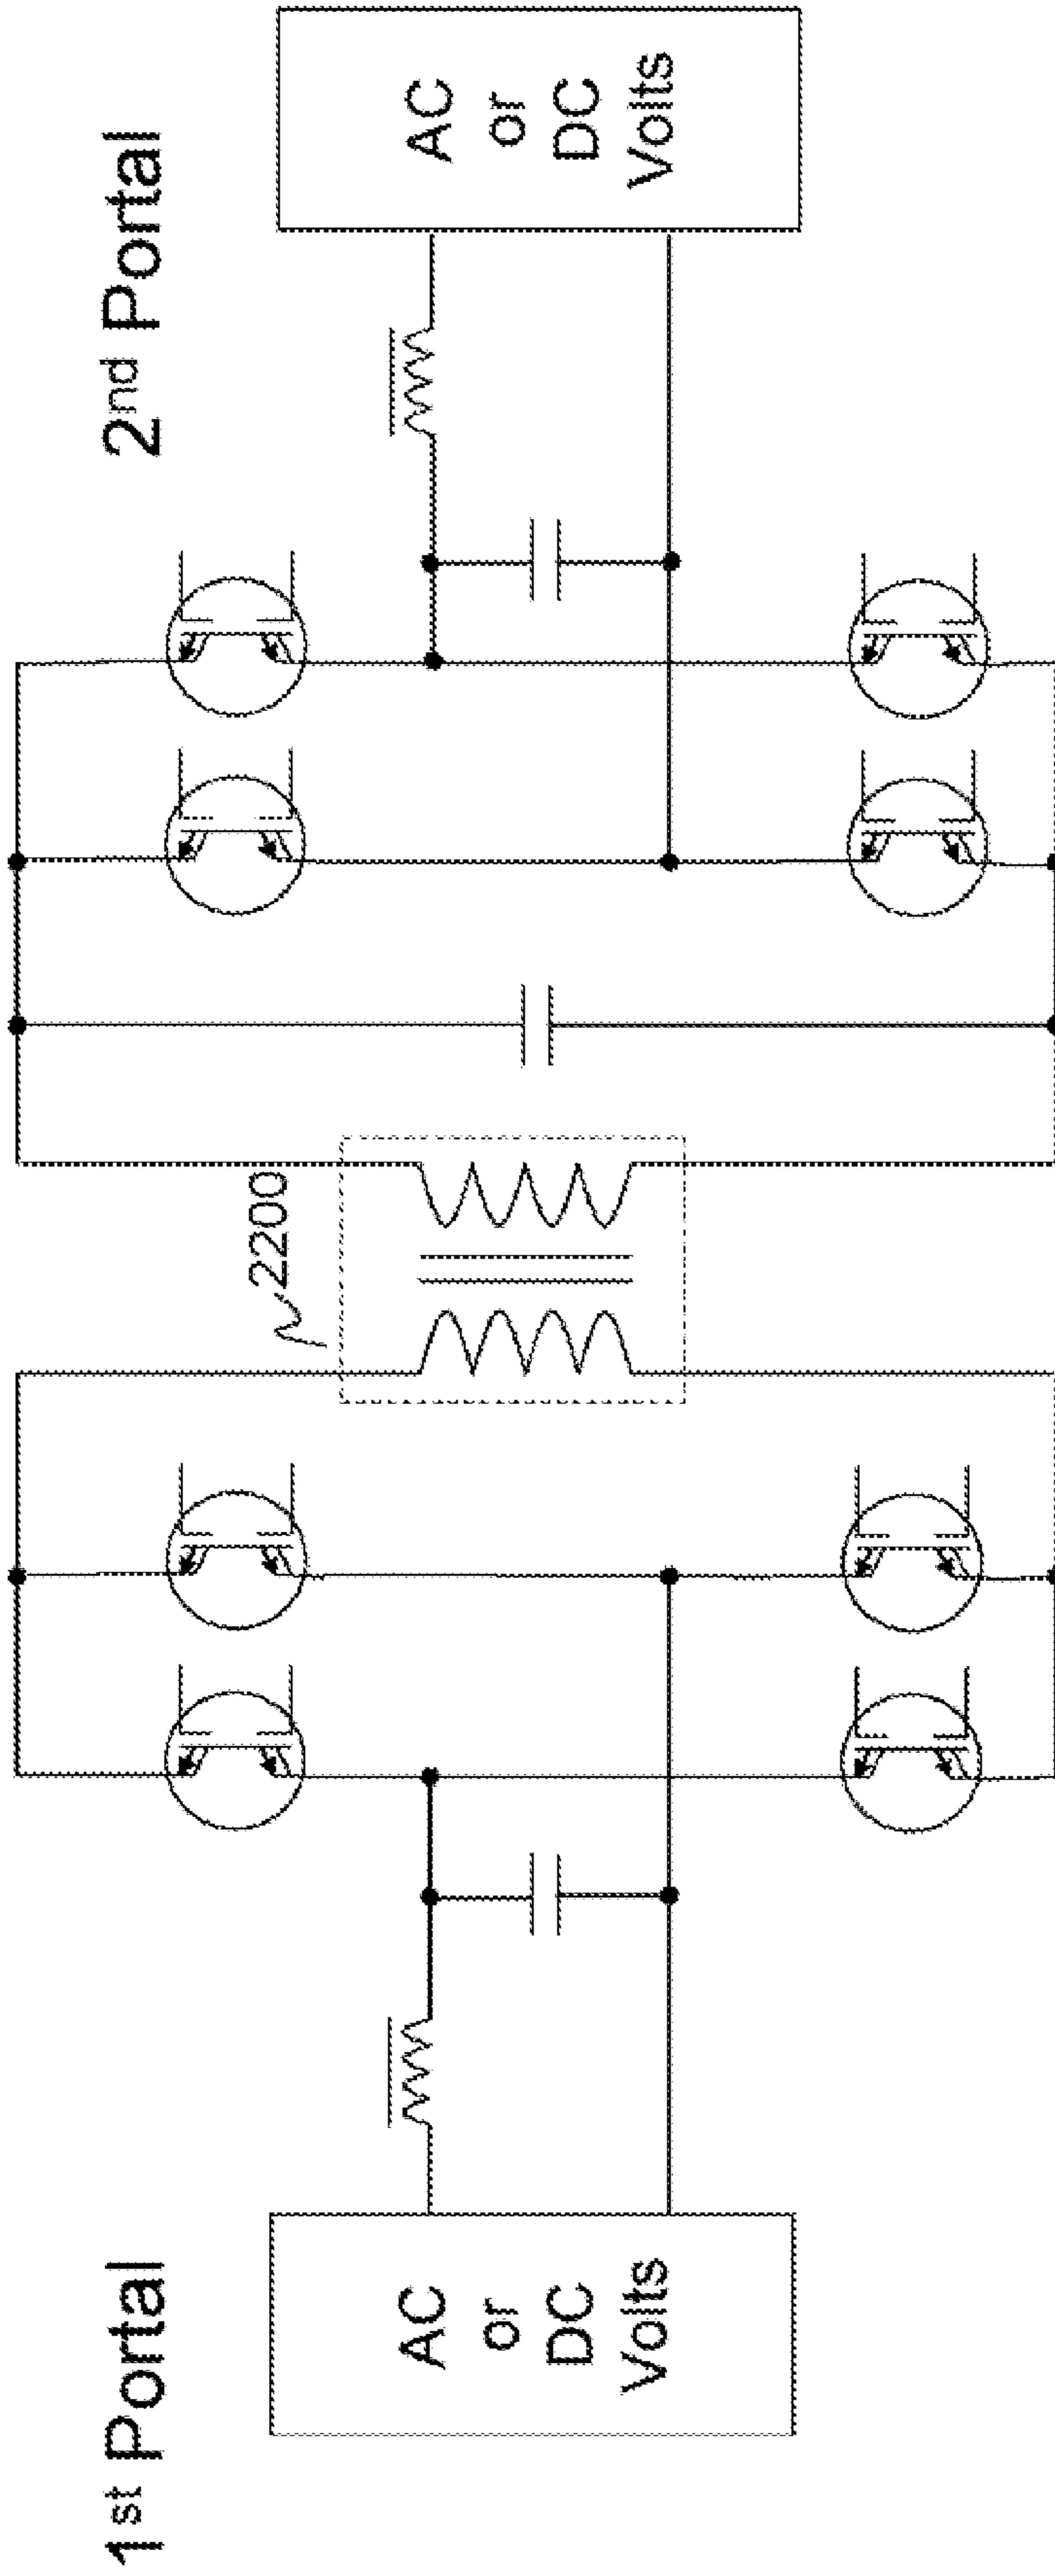 1st Portal
AC
or
DC
Volts
2200
2nd Portal
AC
or
DC
Volts